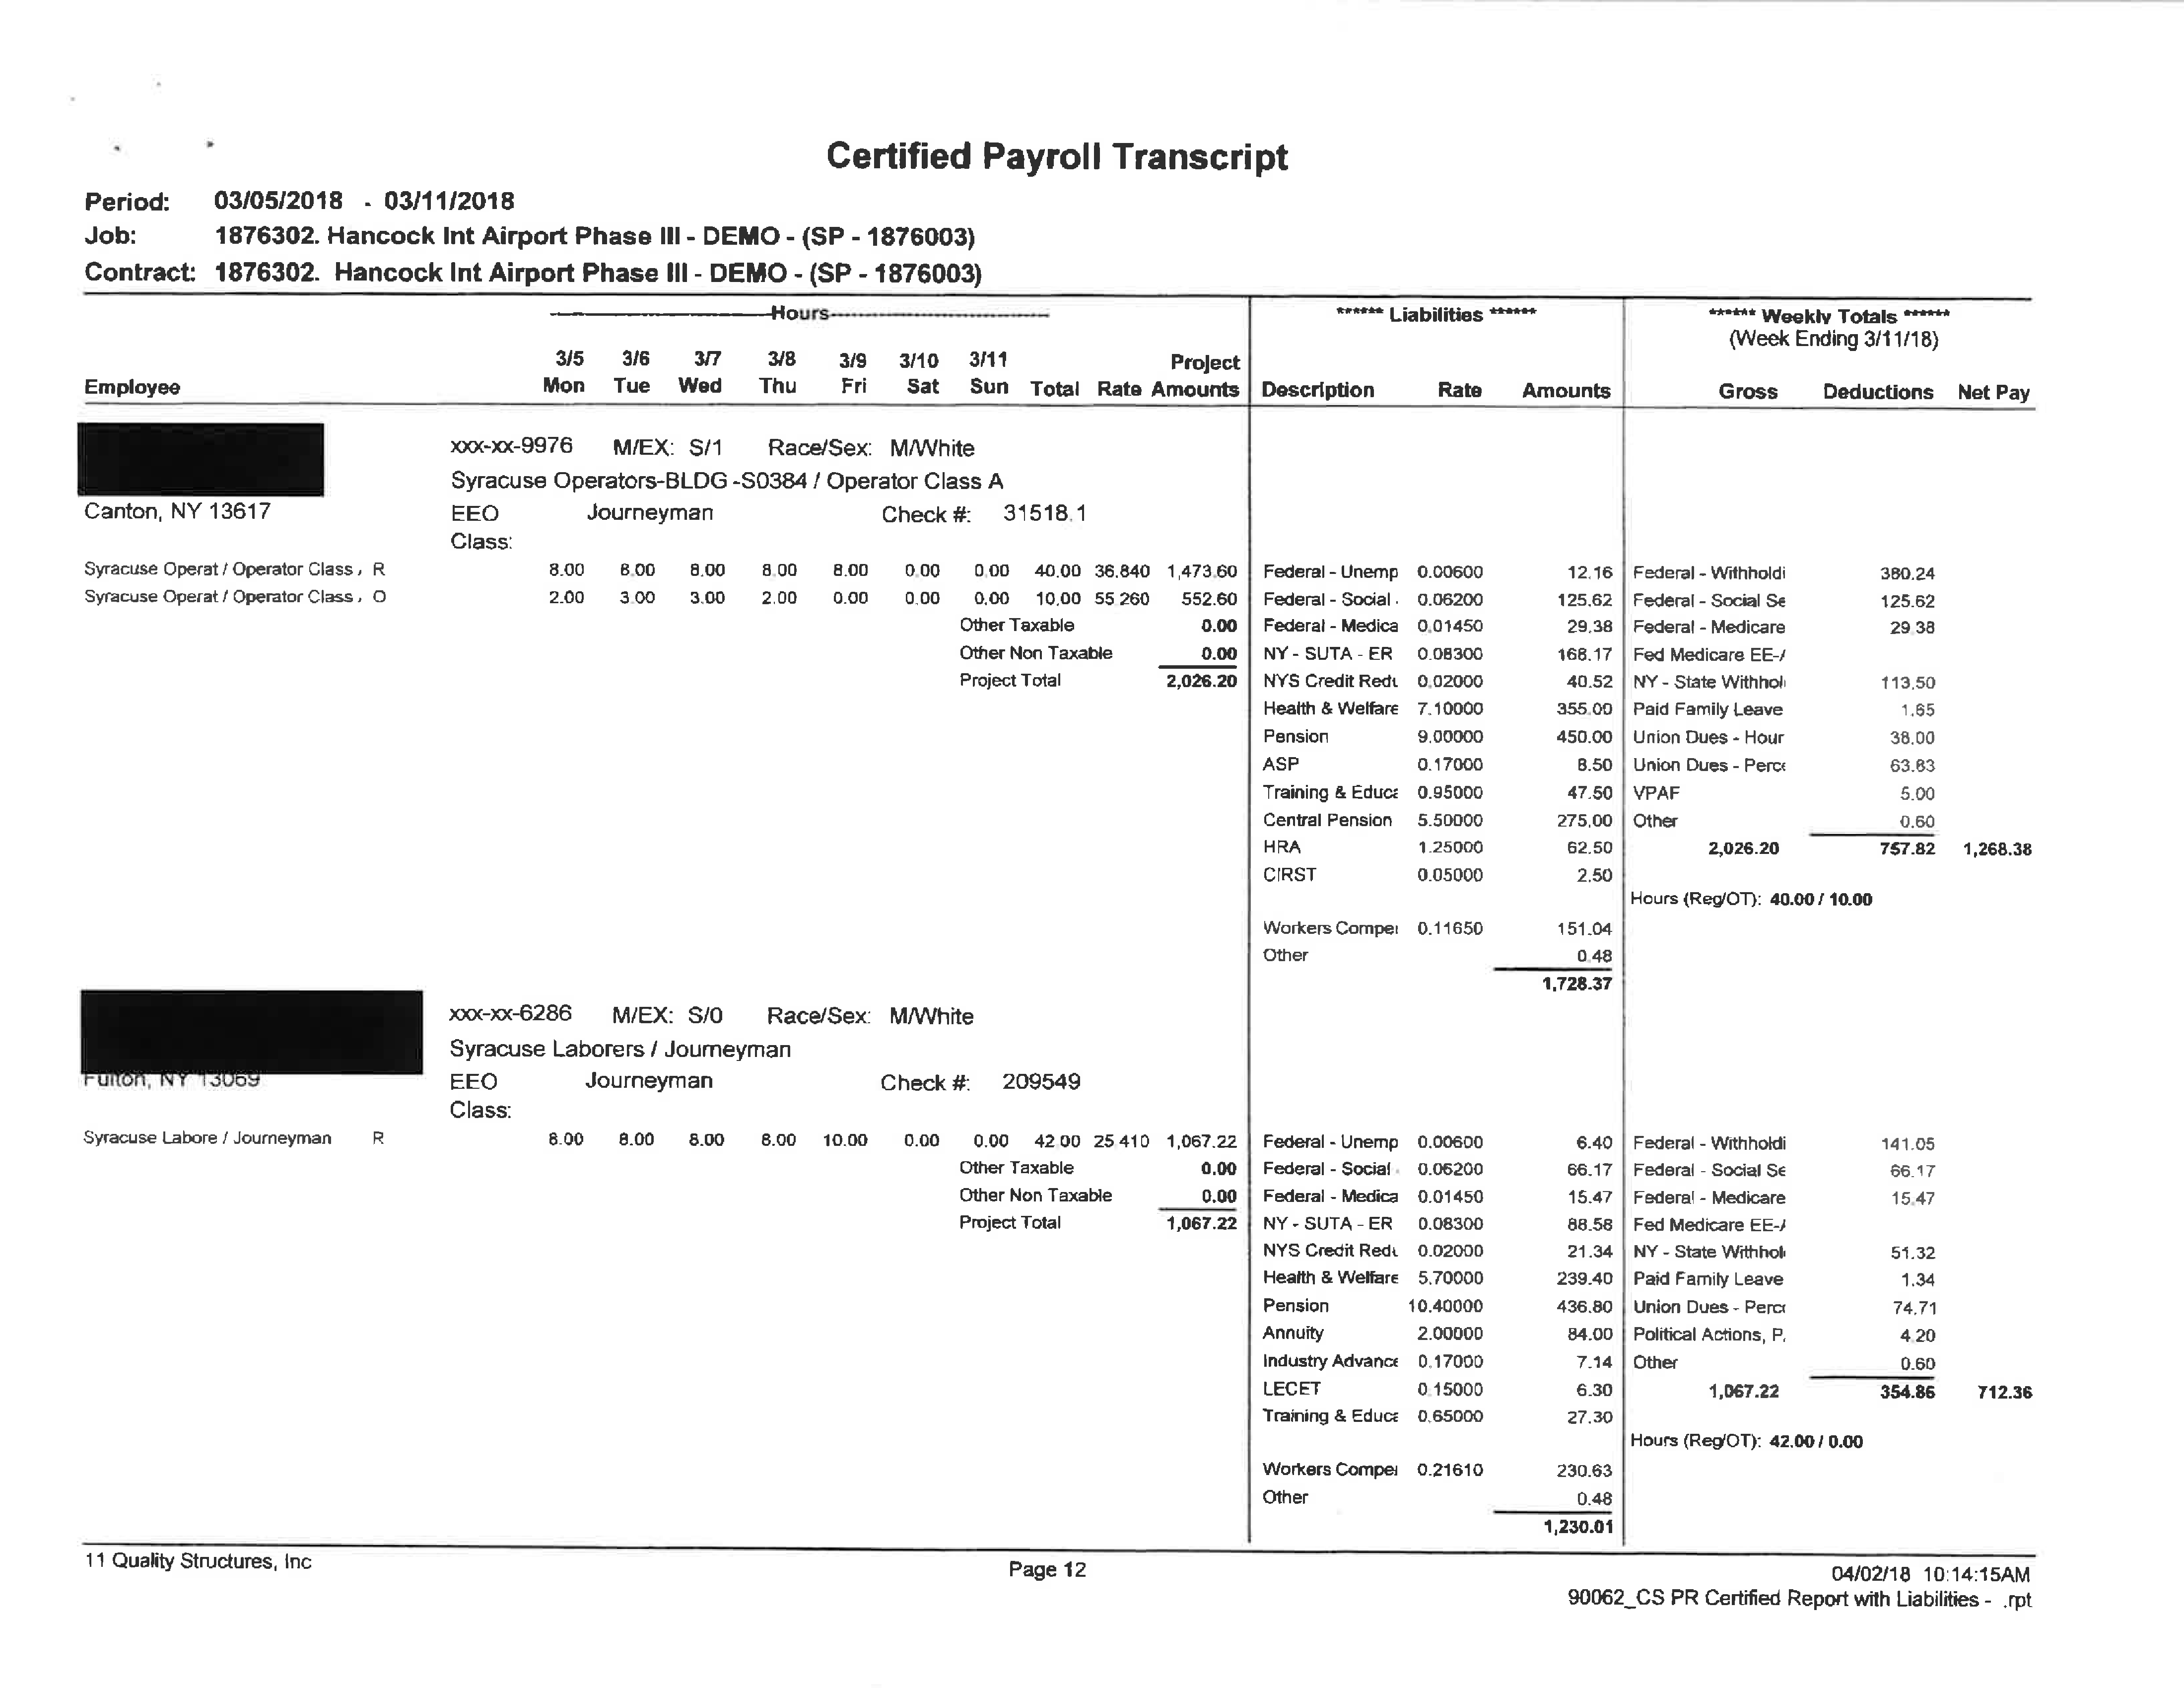 Certified Payroll Transcript
Period: 03/05/2018 - 03/11/2018
Job: 1876302. Hancock Int Airport Phase III - DEMO - (SP - 1876003)
Contract: 1876302. Hancock Int Airport Phase III - DEMO - (SP - 1876003)
Hours ****** Liabilities ****** ****** Weekly Totals ******
(Week Ending 3/11/18)
3/5 3/6 3/7 3/8 3/9 3/10 3/11 Project
Employee Mon Tue Wed Thu Fri Sat Sun Total Rate Amounts Description Rate Amounts Gross Deductions Net Pay
xxx-xx-9976 M/EX: S/1 Race/Sex: M/White
Syracuse Operators-BLDG -S0384 / Operator Class A
Canton, NY 13617 EEO Journeyman Check #: 31518.1
Class:
Syracuse Operat / Operator Class , R 8.00 8.00 8.00 8.00 8.00 0.00 0.00 40.00 36.840 1,473.60 Federal - Unemp 0.00600 12.16 Federal - Withholdi 380.24
Syracuse Operat / Operator Class , O 2.00 3.00 3.00 2.00 0.00 0.00 0.00 10.00 55.260 552.60 Federal - Social 0.06200 125.62 Federal - Social Se 125.62
Other Taxable 0.00 Federal - Medica 0.01450 29.38 Federal - Medicare 29.38
Other Non Taxable 0.00 NY - SUTA - ER 0.08300 168.17 Fed Medicare EE-/
Project Total 2,026.20 NYS Credit Redu 0.02000 40.52 NY - State Withhol 113.50
Health & Welfare 7.10000 355.00 Paid Family Leave 1.65
Pension 9.00000 450.00 Union Dues - Hour 38.00
ASP 0.17000 8.50 Union Dues - Perce 63.83
Training & Educa 0.95000 47.50 VPAF 5.00
Central Pension 5.50000 275.00 Other 0.60
HRA 1.25000 62.50 2,026.20 757.82 1,268.38
CIRST 0.05000 2.50
Hours (Reg/OT): 40.00 / 10.00
Workers Compe 0.11650 151.04
Other 0.48
1,728.37
xxx-xx-6286 M/EX: S/0 Race/Sex: M/White
Syracuse Laborers / Journeyman
Fulton, NY 13069 EEO Journeyman Check #: 209549
Class:
Syracuse Labore / Journeyman R 8.00 8.00 8.00 8.00 10.00 0.00 0.00 42.00 25.410 1,067.22 Federal - Unemp 0.00600 6.40 Federal - Withholdi 141.05
Other Taxable 0.00 Federal - Social 0.06200 66.17 Federal - Social Se 66.17
Other Non Taxable 0.00 Federal - Medica 0.01450 15.47 Federal - Medicare 15.47
Project Total 1,067.22 NY - SUTA - ER 0.08300 88.58 Fed Medicare EE-/
NYS Credit Redu 0.02000 21.34 NY - State Withhol 51.32
Health & Welfare 5.70000 239.40 Paid Family Leave 1.34
Pension 10.40000 436.80 Union Dues - Perce 74.71
Annuity 2.00000 84.00 Political Actions, P. 4.20
Industry Advance 0.17000 7.14 Other 0.60
LECET 0.15000 6.30 1,067.22 354.86 712.36
Training & Educa 0.65000 27.30
Hours (Reg/OT): 42.00 / 0.00
Workers Compe 0.21610 230.63
Other 0.48
1,230.01
11 Quality Structures, Inc Page 12 04/02/18 10:14:15AM
90062_CS PR Certified Report with Liabilities - .rpt